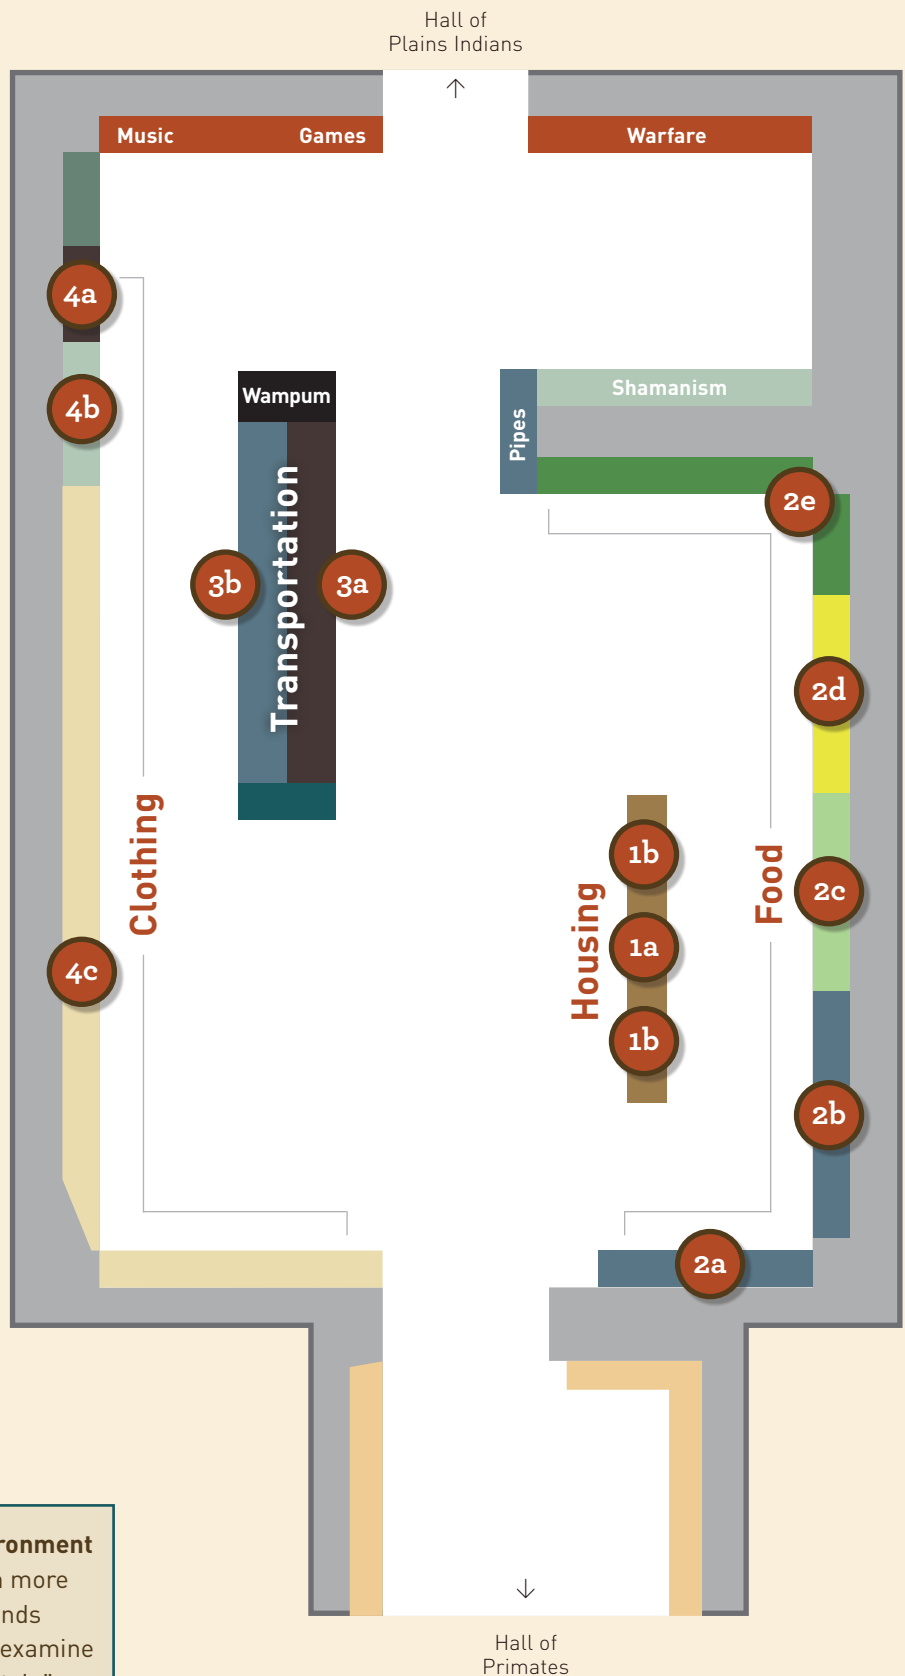 Hall of
Plains Indians
↑
Music
Games
Warfare
4a
4b
Wampum
Shamanism
Pipes
2e
Transportation
3b
3a
2d
Clothing
1b
Food
2c
Housing
1a
4c
1b
2b
2a
↓
ronment
more
nds
examine
Hall of
Primates